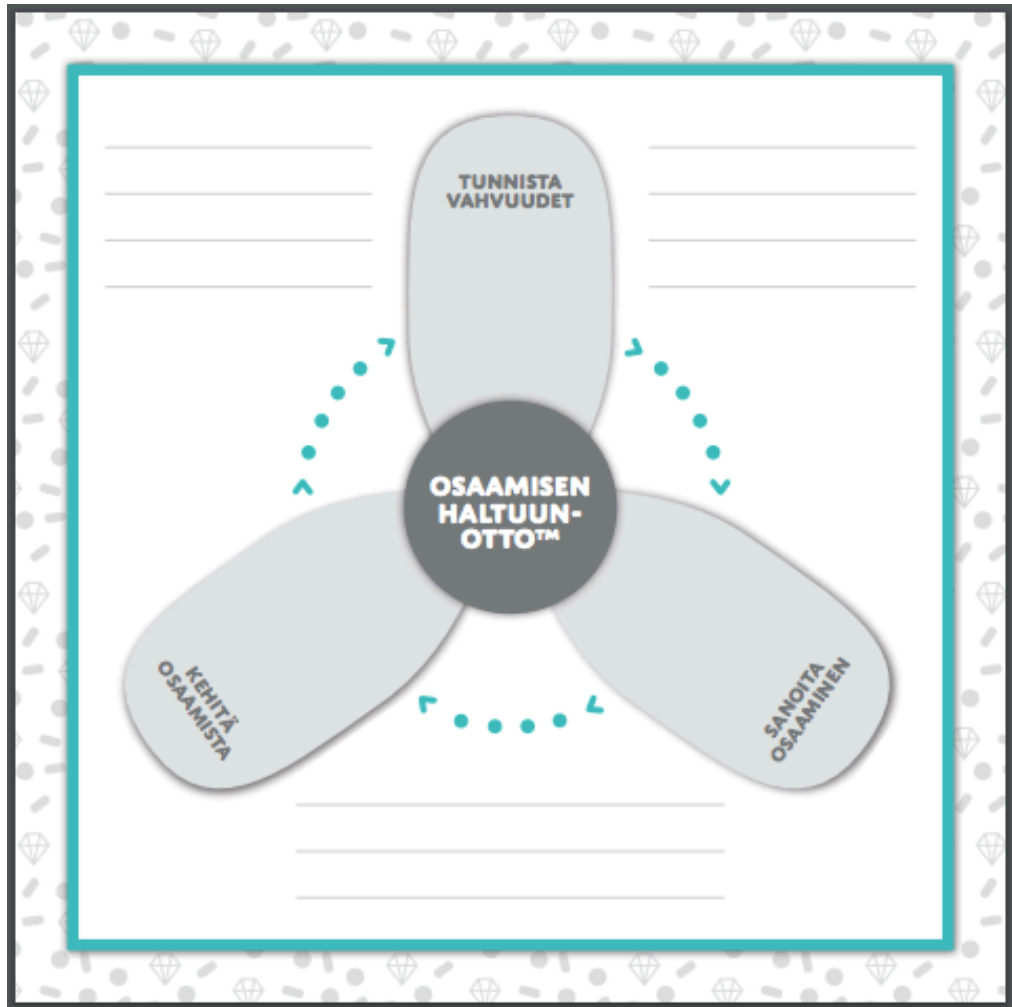 TUNNISTA
VAHVUUDET
OSAAMISEN
HALTUUN-
OTTO™
KEHITÄ
OSAAMISTA
SANOITA
OSAAMINEN